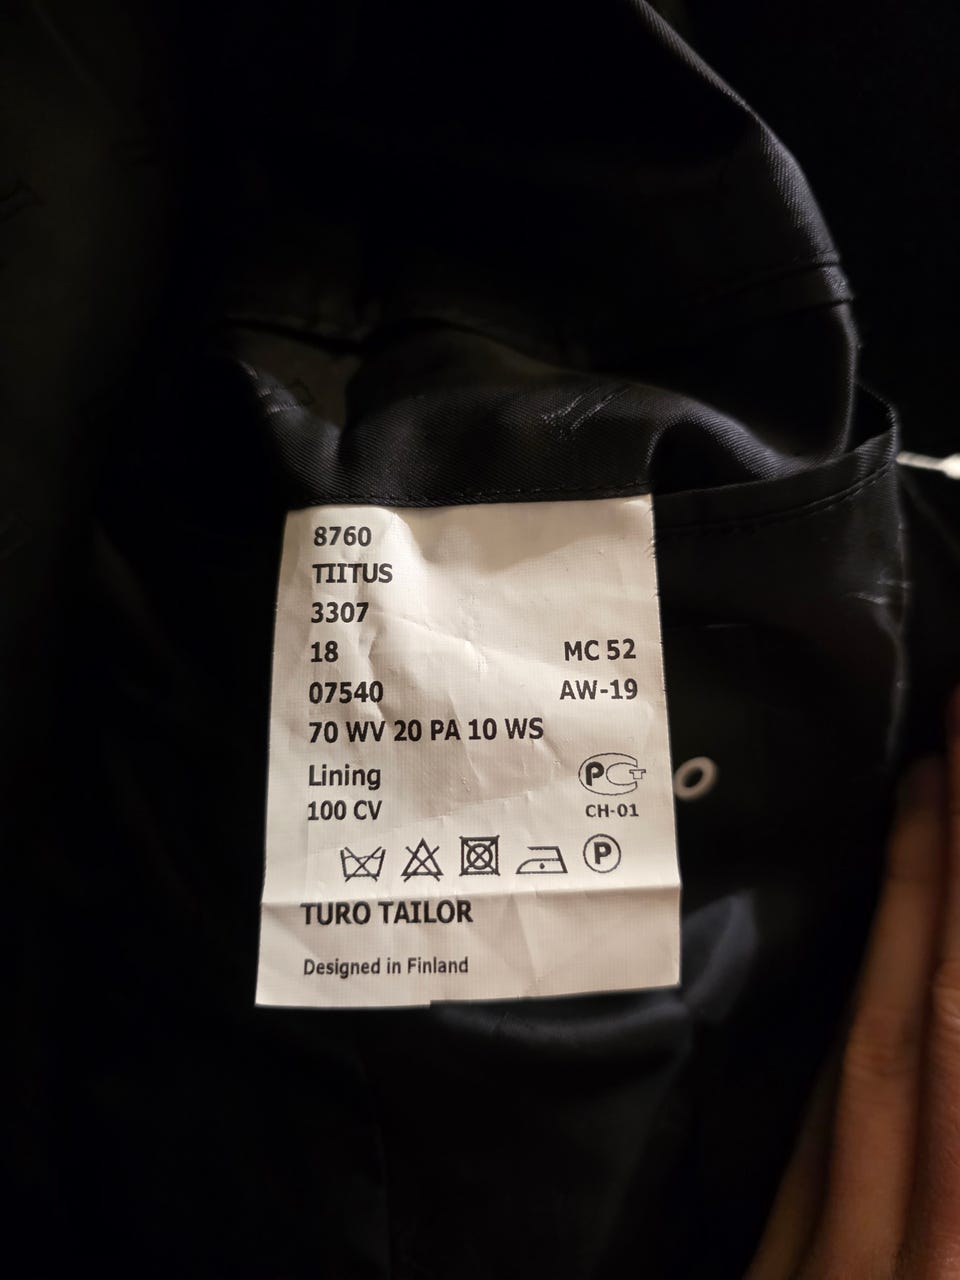 8760
TIITUS
3307
18 MC 52
07540 AW-19
70 WV 20 PA 10 WS
Lining
100 CV
PCT
CH-01
P
TURO TAILOR
Designed in Finland